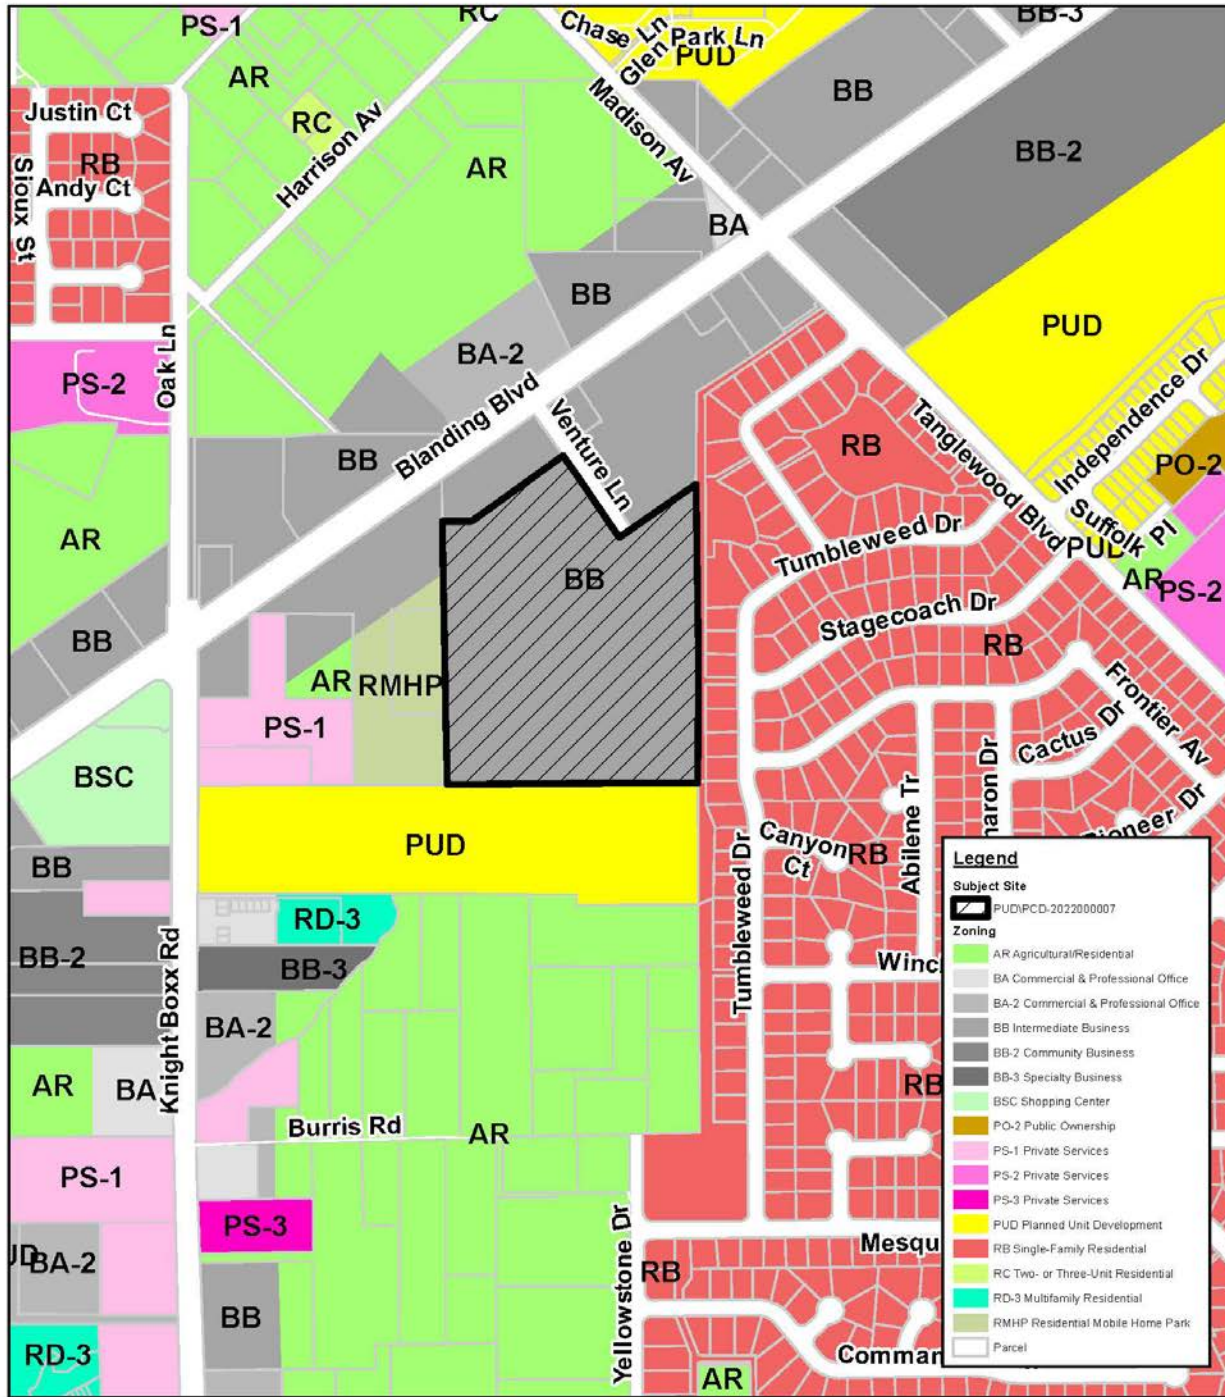 PS-1
RC
Chase Ln
Glen
Park Ln
PUD
BB-3
AR
BB
Justin Ct
RC
Harrison Av
Madison Av
RB
Sioux St
Andy Ct
AR
BB-2
BA
BB
PUD
Oak Ln
PS-2
BA-2
Blanding Blvd
Venture Ln
Independence Dr
RB
Tanglewood Blvd
BB
PO-2
Suffolk Pl
AR
Tumbleweed Dr
PUD
BB
AR
PS-2
Stagecoach Dr
BB
RB
AR
RMHP
Frontier Av
PS-1
Cactus Dr
BSC
Abilene Tr
haron Dr
Pioneer Dr
PUD
Canyon Ct
RB
BB
Tumbleweed Dr
RD-3
BB-2
BB-3
Winc
Knight Boxx Rd
BA-2
AR
BA
RB
Burris Rd
AR
PS-1
PS-3
Yellowstone Dr
Mesqu
UD
BA-2
RB
BB
RD-3
Comman
AR
Legend
Subject Site
PUD\PCD-2022000007
Zoning
AR Agricultural/Residential
BA Commercial & Professional Office
BA-2 Commercial & Professional Office
BB Intermediate Business
BB-2 Community Business
BB-3 Specialty Business
BSC Shopping Center
PO-2 Public Ownership
PS-1 Private Services
PS-2 Private Services
PS-3 Private Services
PUD Planned Unit Development
RB Single-Family Residential
RC Two- or Three-Unit Residential
RD-3 Multifamily Residential
RMHP Residential Mobile Home Park
Parcel